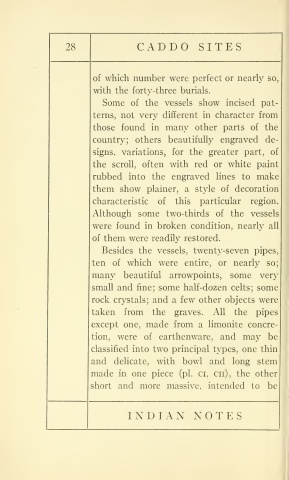 28
CADDO SITES
of which number were perfect or nearly so,
with the forty-three burials.
Some of the vessels show incised pat-
terns, not very different in character from
those found in many other parts of the
country; others beautifully engraved de-
signs, variations, for the greater part, of
the scroll, often with red or white paint
rubbed into the engraved lines to make
them show plainer, a style of decoration
characteristic of this particular region.
Although some two-thirds of the vessels
were found in broken condition, nearly all
of them were readily restored.
Besides the vessels, twenty-seven pipes,
ten of which were entire, or nearly so;
many beautiful arrowpoints, some very
small and fine; some half-dozen celts; some
rock crystals; and a few other objects were
taken from the graves. All the pipes
except one, made from a limonite concre-
tion, were of earthenware, and may be
classified into two principal types, one thin
and delicate, with bowl and long stem
made in one piece (pl. CI, CII), the other
short and more massive, intended to be
INDIAN NOTES